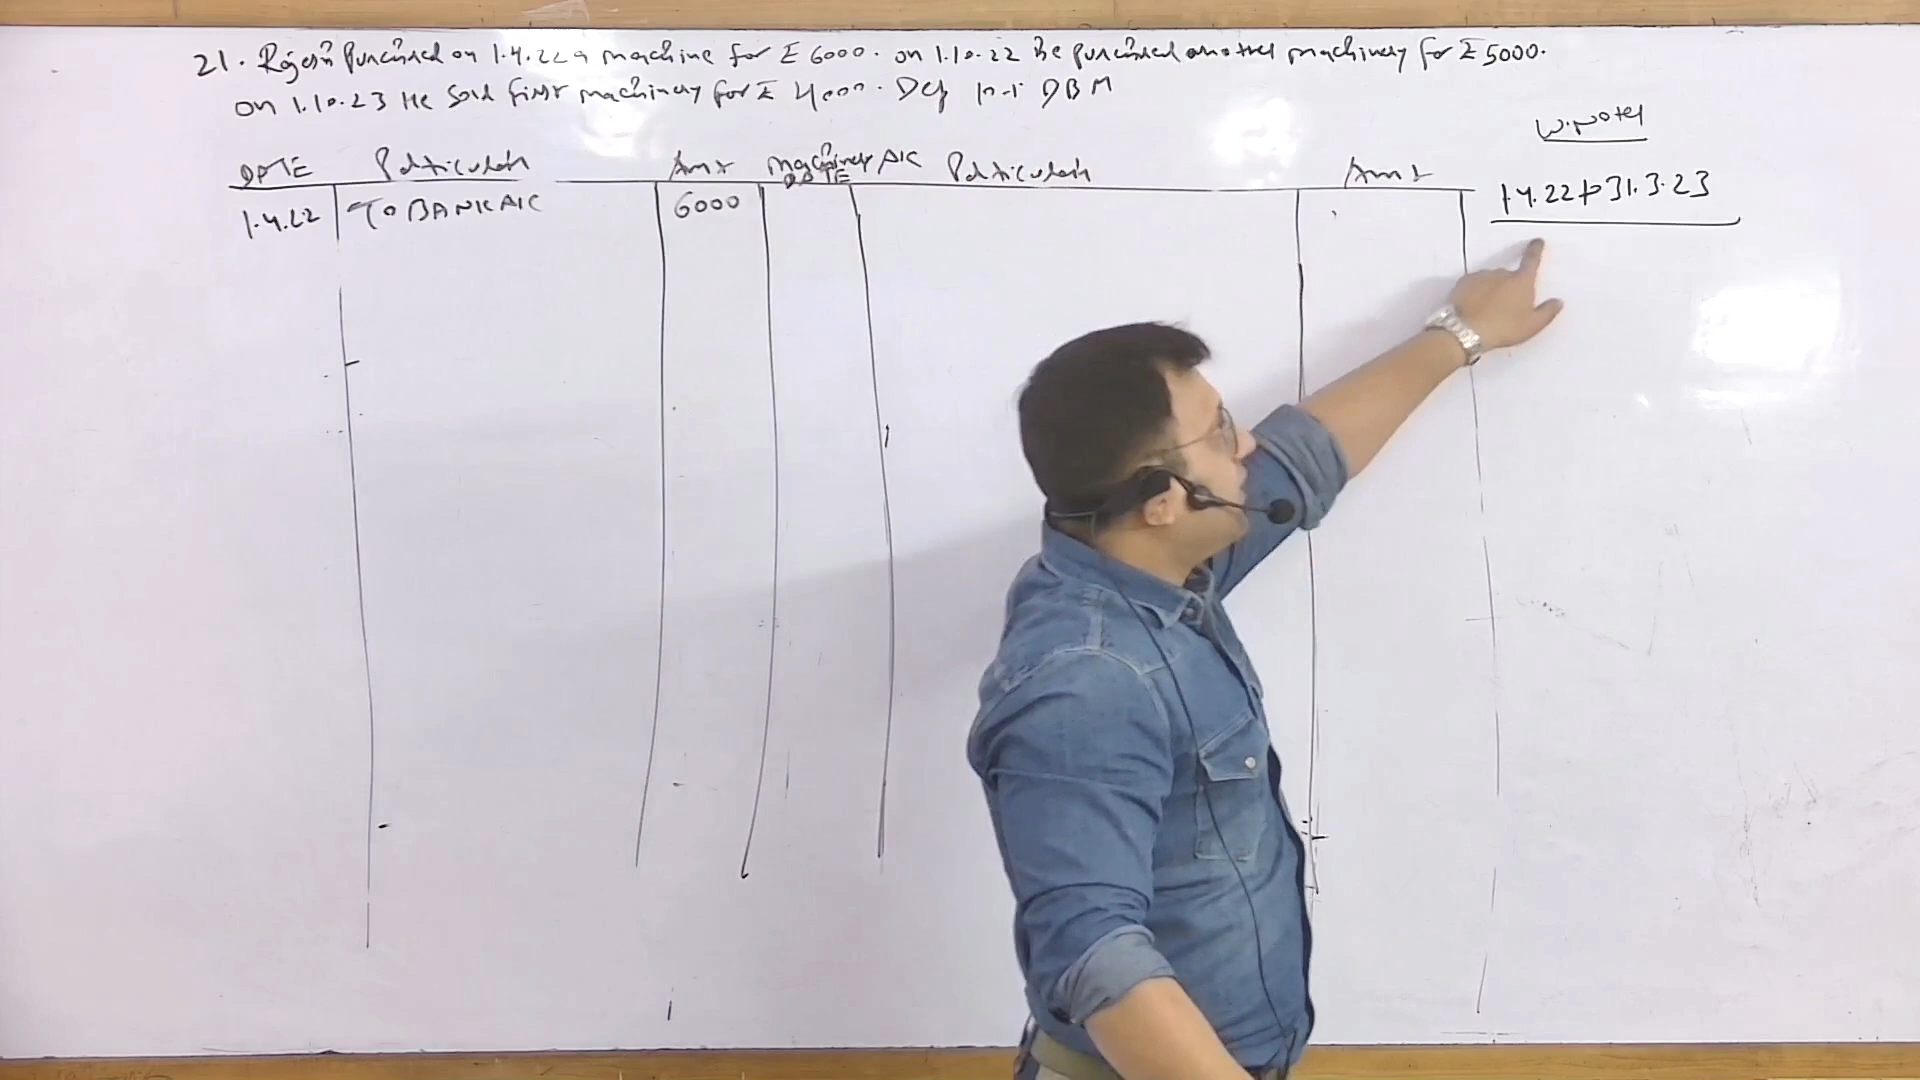 21. Rajesh Purchased on 1.4.22 a machine for ₹ 6000. on 1.10.22 he purchased another machinery for ₹ 5000.
on 1.10.23 He sold first machinery for ₹ 4000. Dep 10% DBM
W. Notes
Machinery A/C
DATE Particulars Amt DATE Particulars Amt
1.4.22 To BANK A/C 6000
1.4.22 to 31.3.23